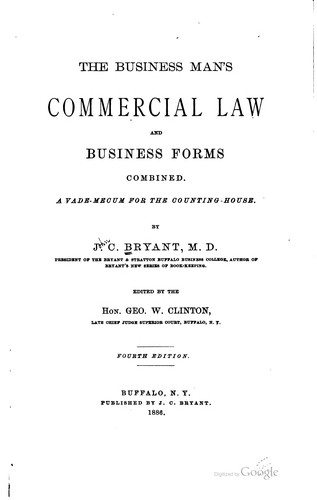 THE BUSINESS MAN'S
COMMERCIAL LAW
AND
BUSINESS FORMS
COMBINED.
A VADE-MECUM FOR THE COUNTING-HOUSE.
BY
J. C. BRYANT, M. D.
PRESIDENT OF THE BRYANT & STRATTON BUFFALO BUSINESS COLLEGE, AUTHOR OF
BRYANT'S NEW SERIES OF BOOK-KEEPING.
EDITED BY THE
HON. GEO. W. CLINTON,
LATE CHIEF JUDGE SUPERIOR COURT, BUFFALO, N. Y.
FOURTH EDITION.
BUFFALO, N. Y.
PUBLISHED BY J. C. BRYANT.
1886.
Digitized by Google